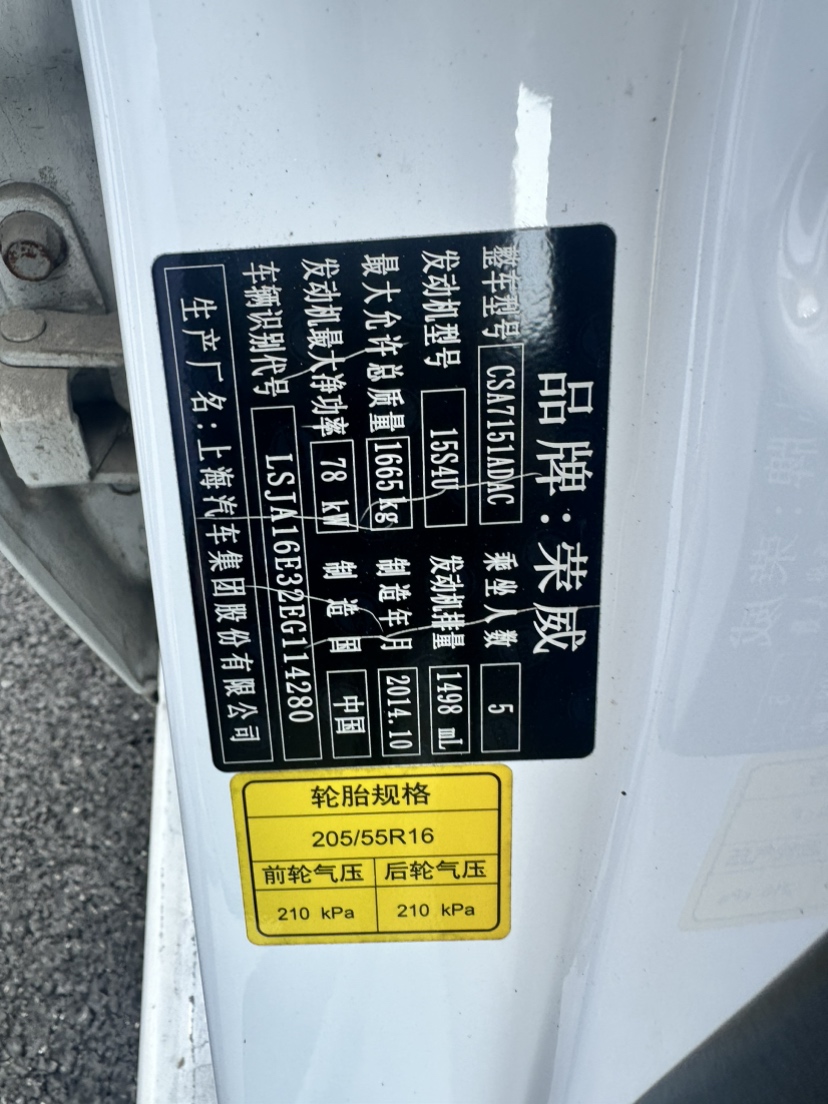 品牌:荣威
整车型号 CSA7151ADAC 乘坐人数 5
发动机型号 15S4U 发动机排量 1498 mL
最大允许总质量 1665kg 制造年月 2014.10
发动机最大净功率 78 kW 制造国 中国
车辆识别代号 LSJA16E32EG114280
生产厂名:上海汽车集团股份有限公司
轮胎规格
205/55R16
前轮气压 后轮气压
210 kPa 210 kPa